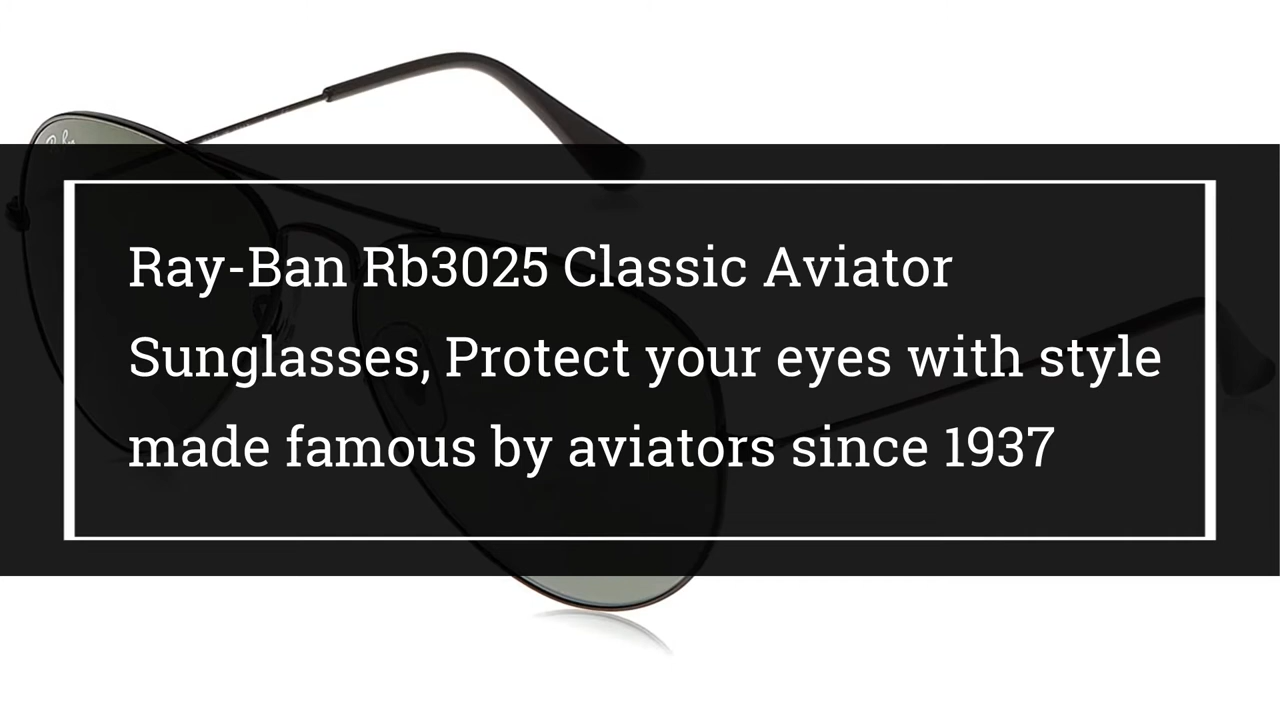 Ray-Ban Rb3025 Classic Aviator
Sunglasses, Protect your eyes with style
made famous by aviators since 1937